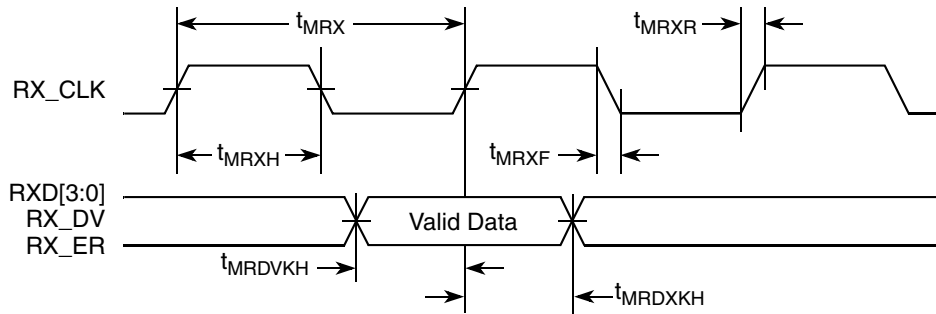 tMRX
tMRXR
RX_CLK
tMRXH
tMRXF
RXD[3:0]
RX_DV
Valid Data
RX_ER
tMRDVKH
tMRDXKH